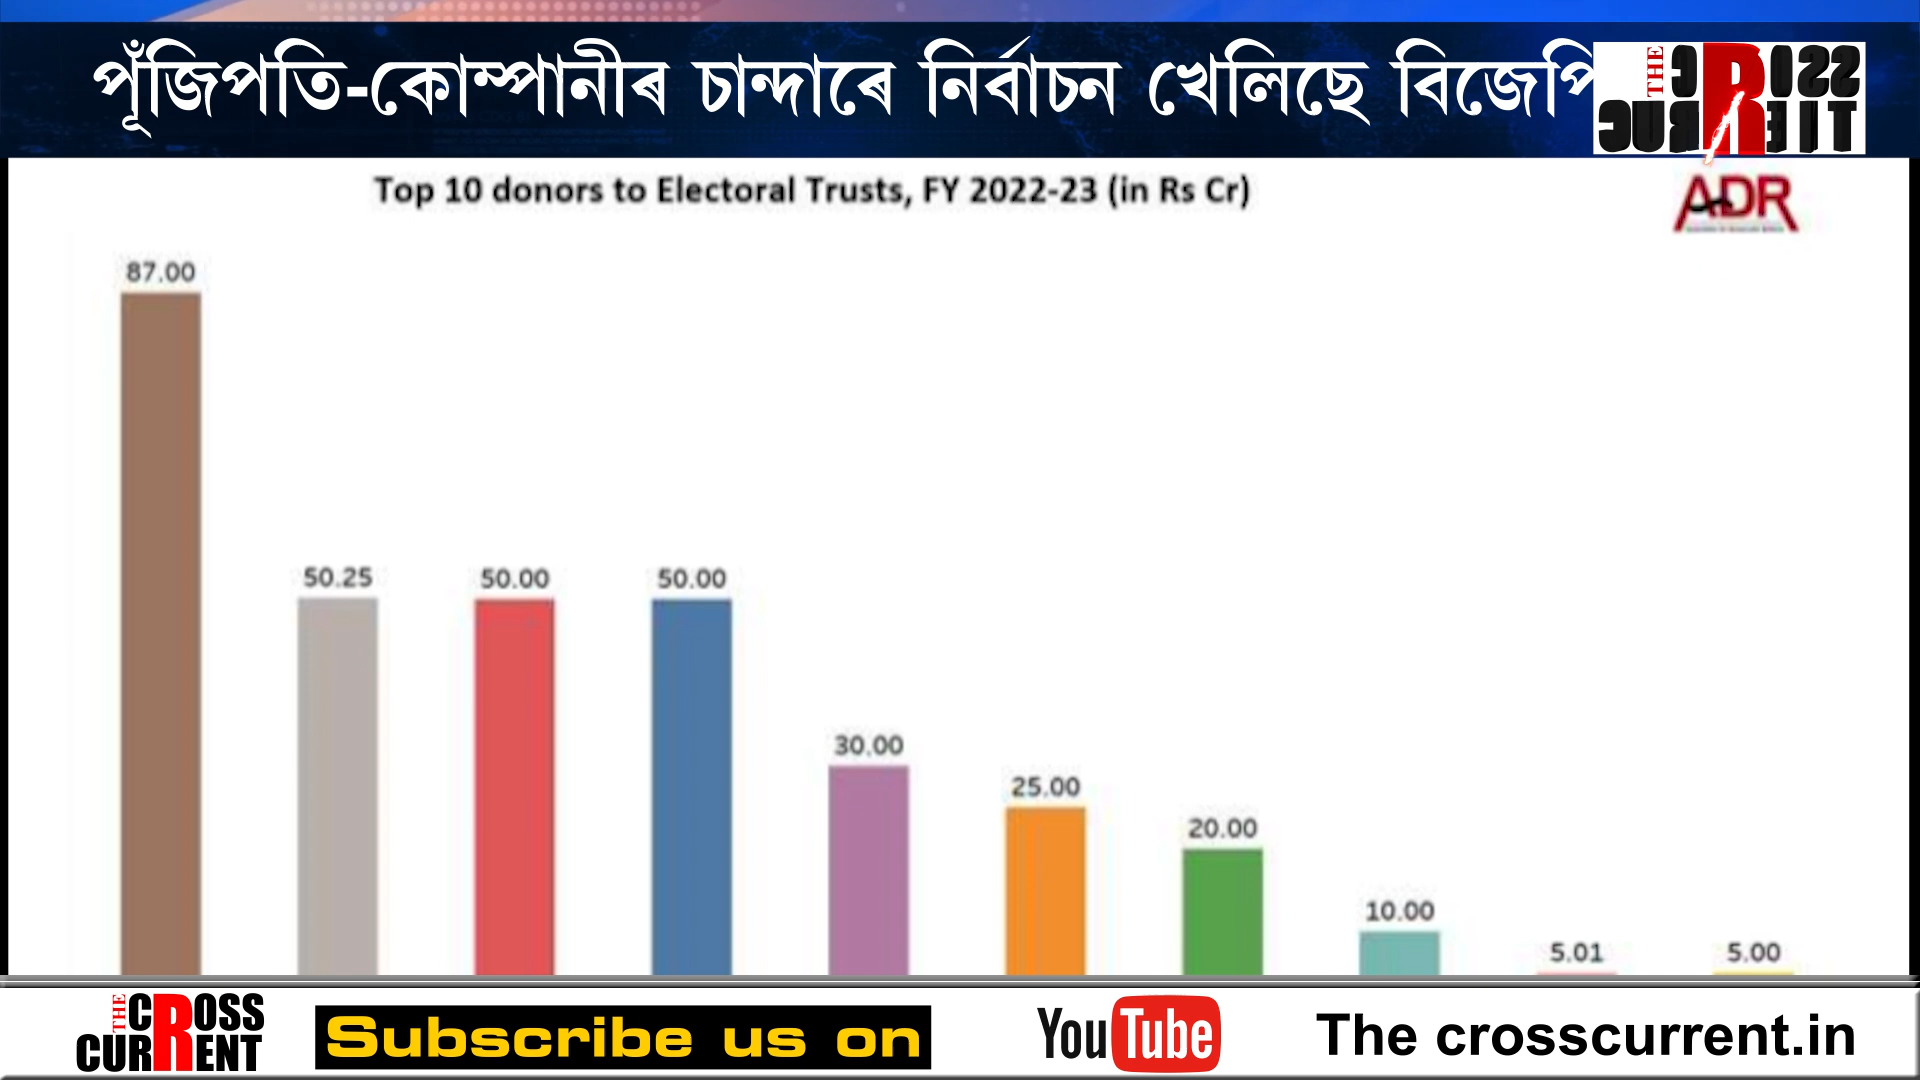 পূঁজিপতি-কোম্পানীৰ চান্দাৰে নিৰ্বাচন খেলিছে বিজেপি
THE CROSS
CURRENT
Top 10 donors to Electoral Trusts, FY 2022-23 (in Rs Cr)
ADR
87.00
50.25
50.00
50.00
30.00
25.00
20.00
10.00
5.01
5.00
THE CROSS
CURRENT
Subscribe us on
YouTube
The crosscurrent.in